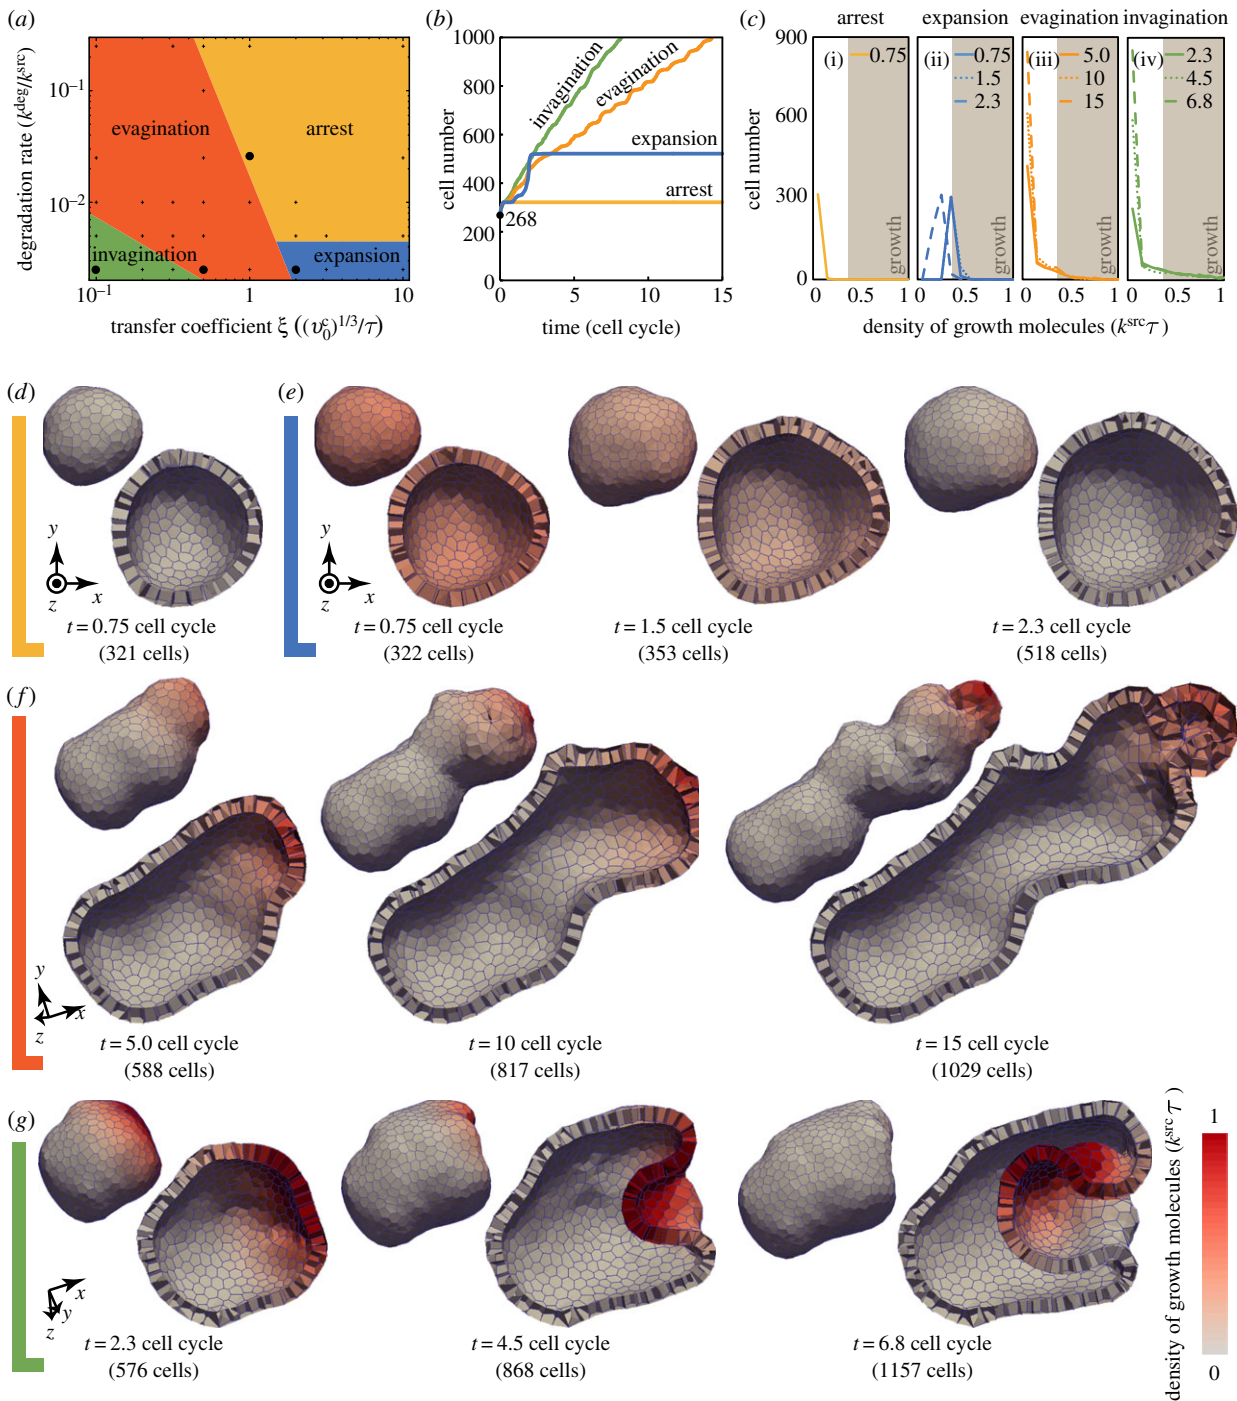 (a)
degradation rate (k^deg/k^src)
10^−1
10^−2
evagination
arrest
invagination
expansion
10^−1 1 10
transfer coefficient ξ ((υ_0^c)^1/3/τ)
(b)
cell number
1000
800
600
400
200
0
invagination
evagination
expansion
arrest
268
0 5 10 15
time (cell cycle)
(c)
arrest expansion evagination invagination
cell number
900
600
300
0
(i) 0.75
(ii) 0.75
1.5
2.3
(iii) 5.0
10
15
(iv) 2.3
4.5
6.8
growth growth growth growth
0 0.5 1 0 0.5 1 0 0.5 1 0 0.5 1
density of growth molecules (k^src τ)
(d)
y
z x
t = 0.75 cell cycle
(321 cells)
(e)
y
z x
t = 0.75 cell cycle
(322 cells)
t = 1.5 cell cycle
(353 cells)
t = 2.3 cell cycle
(518 cells)
(f)
y
z x
t = 5.0 cell cycle
(588 cells)
t = 10 cell cycle
(817 cells)
t = 15 cell cycle
(1029 cells)
(g)
x
y
z
t = 2.3 cell cycle
(576 cells)
t = 4.5 cell cycle
(868 cells)
t = 6.8 cell cycle
(1157 cells)
density of growth molecules (k^src τ)
1
0